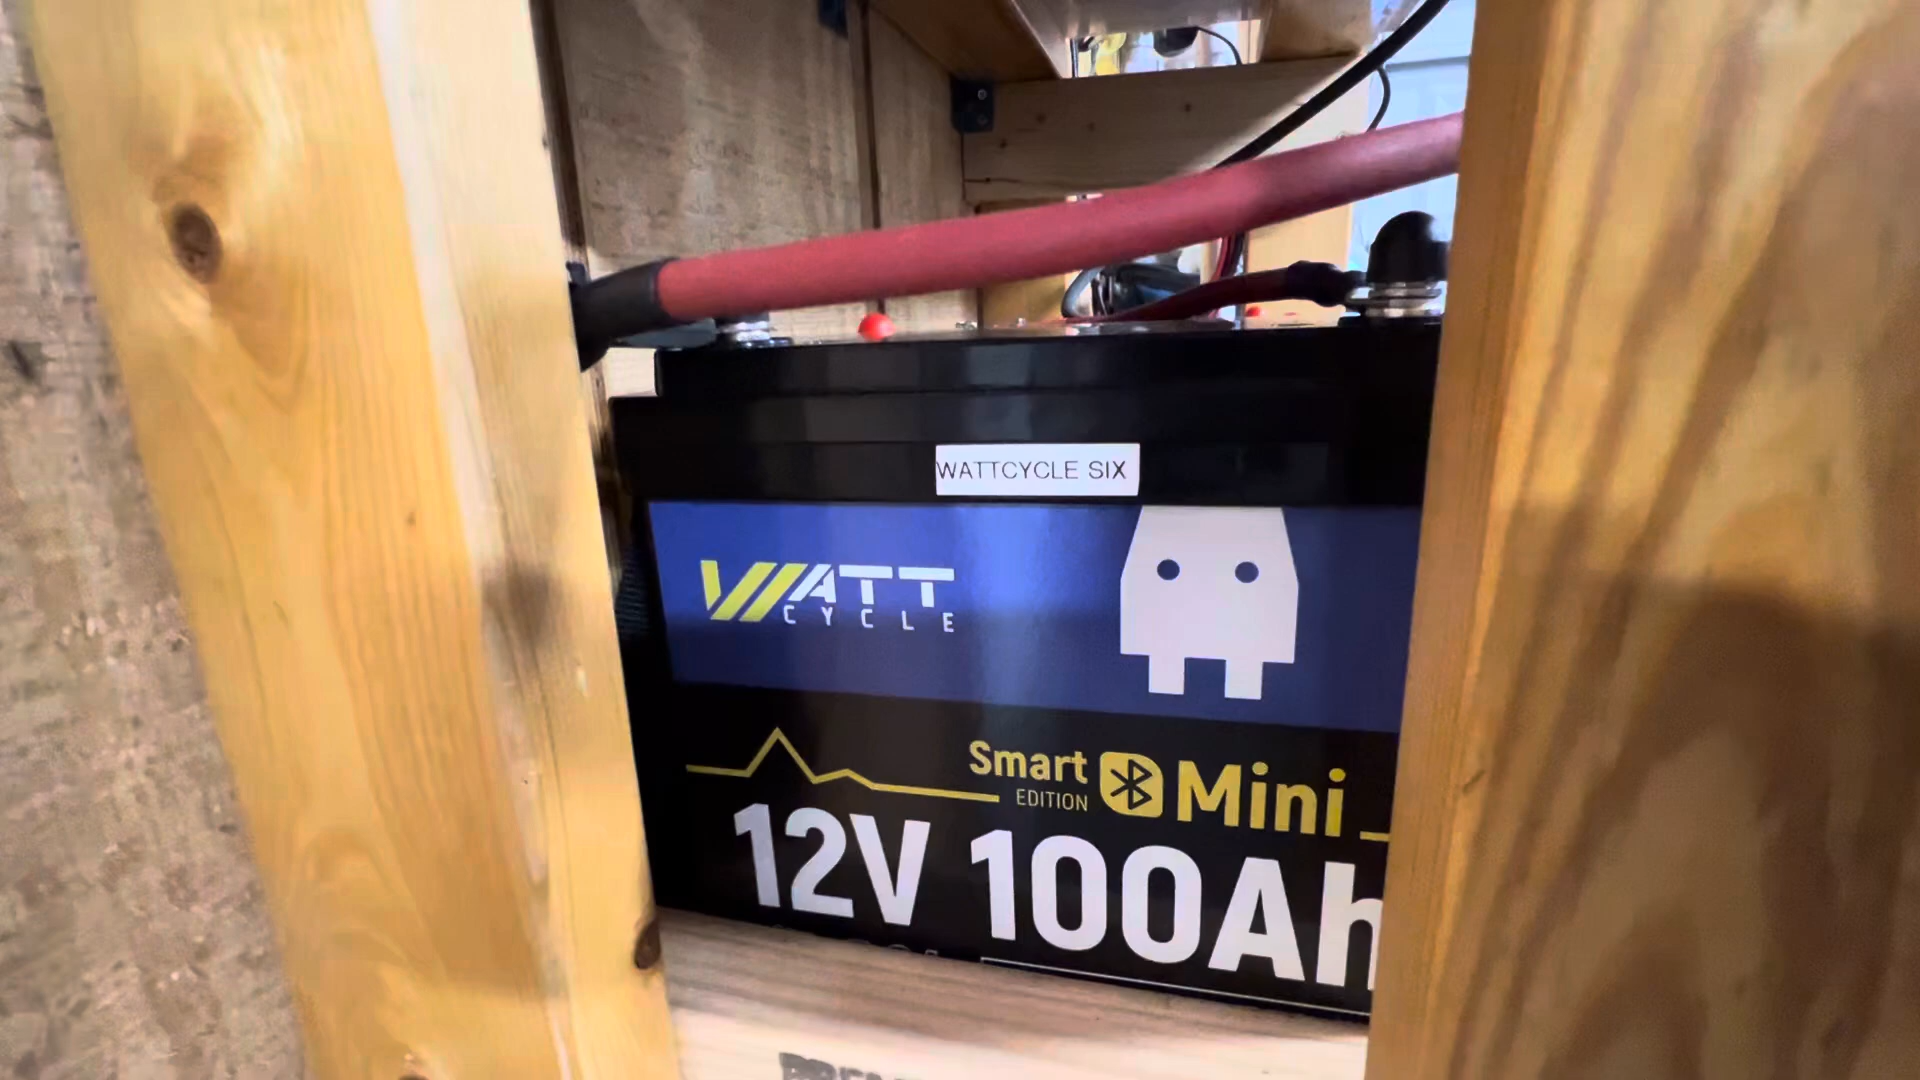 WATTCYCLE SIX
WATT
CYCLE
Smart Mini
EDITION
12V 100Ah